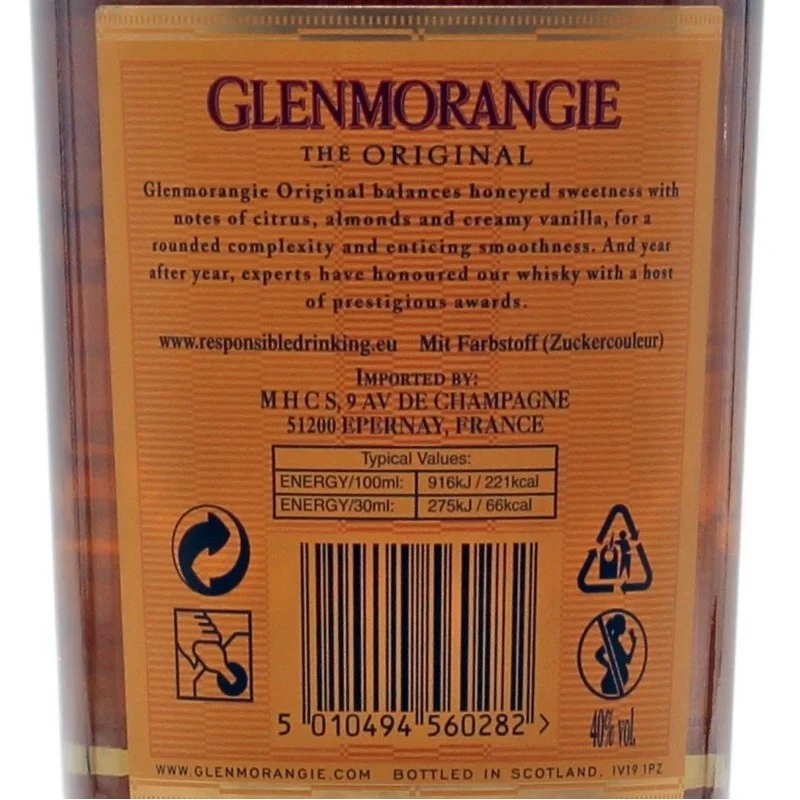 GLENMORANGIE
THE ORIGINAL
Glenmorangie Original balances honeyed sweetness with
notes of citrus, almonds and creamy vanilla, for a
rounded complexity and enticing smoothness. And year
after year, experts have honoured our whisky with a host
of prestigious awards.
www.responsibledrinking.eu Mit Farbstoff (Zuckercouleur)
IMPORTED BY:
M H C S, 9 AV DE CHAMPAGNE
51200 EPERNAY, FRANCE
Typical Values:
ENERGY/100ml: 916kJ / 221kcal
ENERGY/30ml: 275kJ / 66kcal
5 010494 560282 >
40% vol.
WWW.GLENMORANGIE.COM BOTTLED IN SCOTLAND. IV19 1PZ